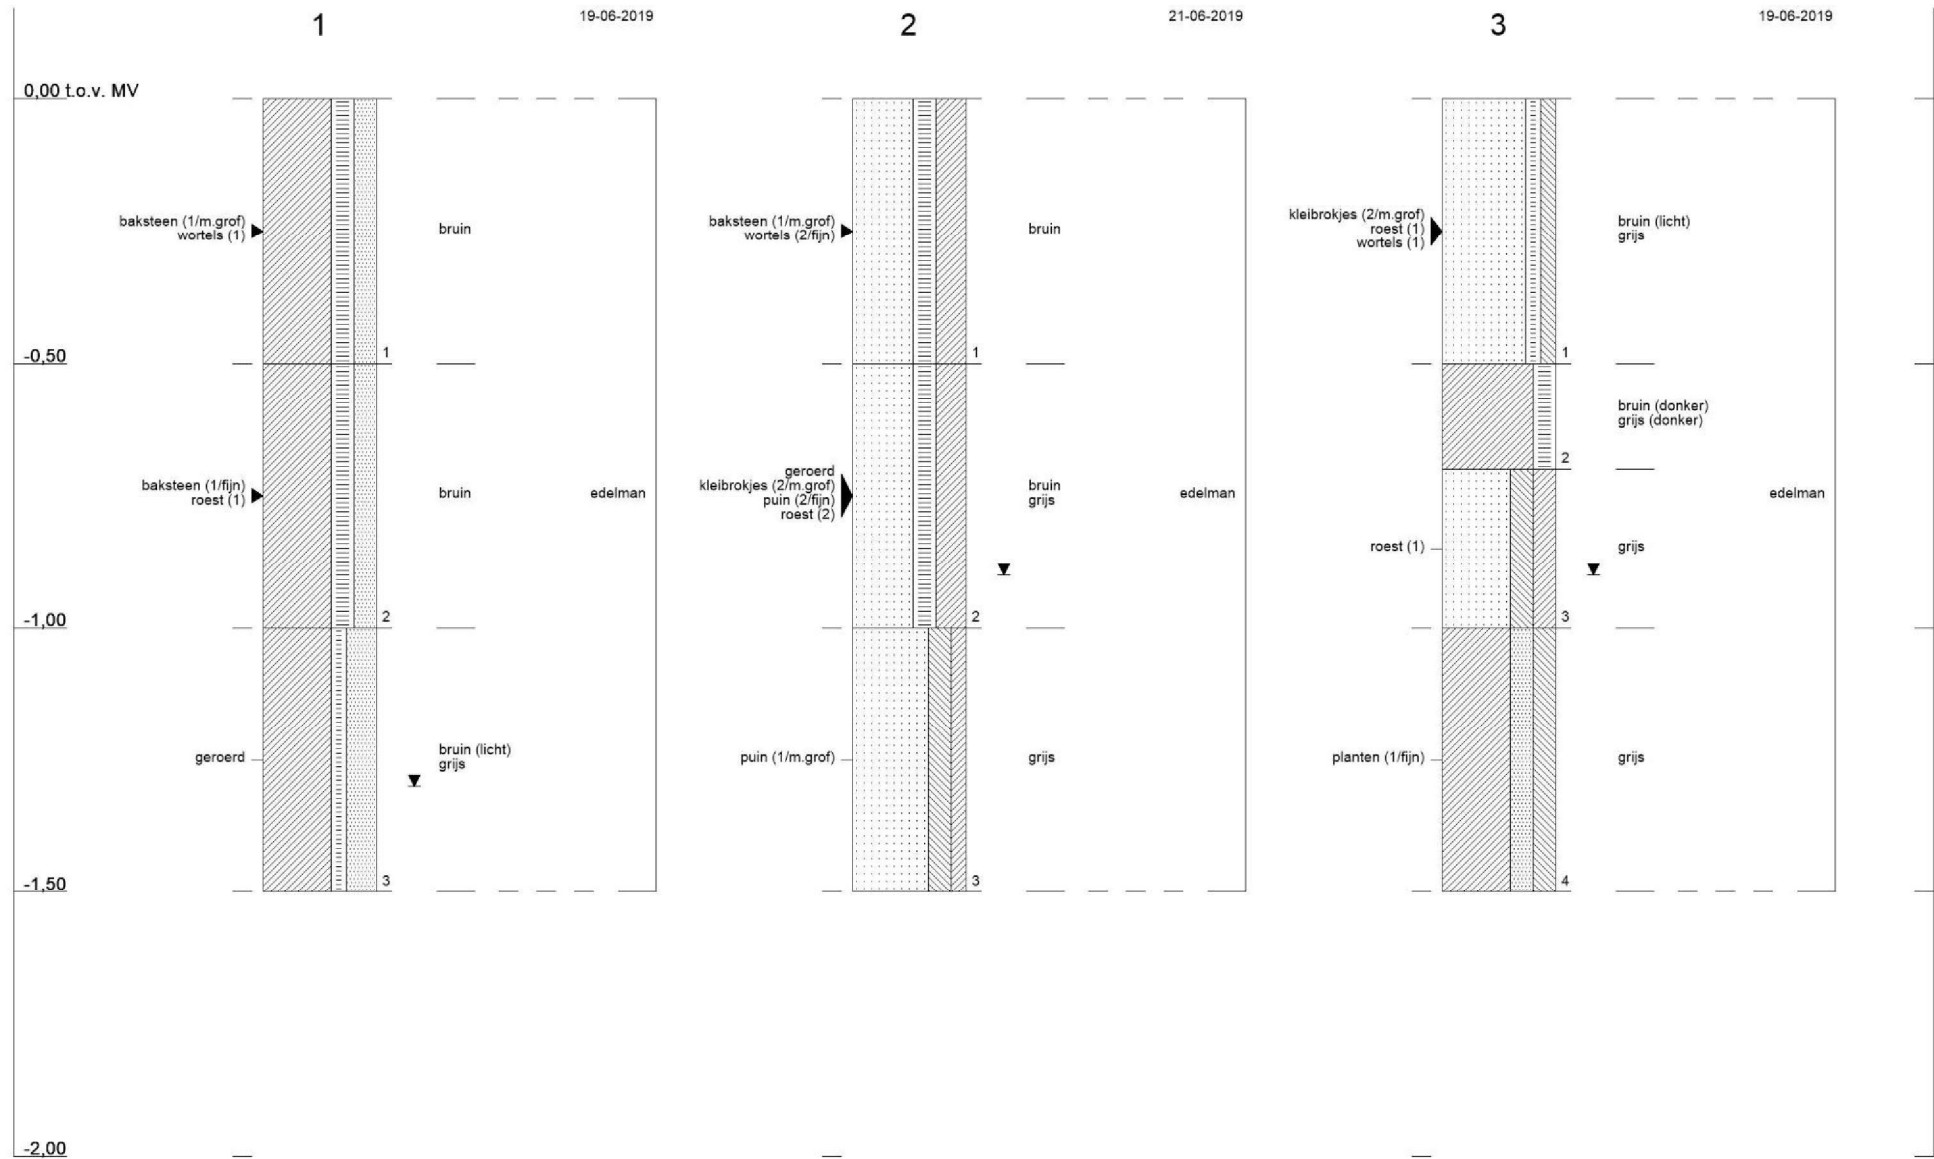 1
19-06-2019
2
21-06-2019
3
19-06-2019
0,00 t.o.v. MV
baksteen (1/m.grof)
wortels (1)
bruin
1
baksteen (1/m.grof)
wortels (2/fijn)
bruin
1
kleibrokjes (2/m.grof)
roest (1)
wortels (1)
bruin (licht)
grijs
1
-0,50
baksteen (1/fijn)
roest (1)
bruin
edelman
2
geroerd
kleibrokjes (2/m.grof)
puin (2/fijn)
roest (2)
bruin
grijs
edelman
2
bruin (donker)
grijs (donker)
2
edelman
roest (1)
grijs
3
-1,00
geroerd
bruin (licht)
grijs
3
puin (1/m.grof)
grijs
3
planten (1/fijn)
grijs
4
-1,50
-2,00